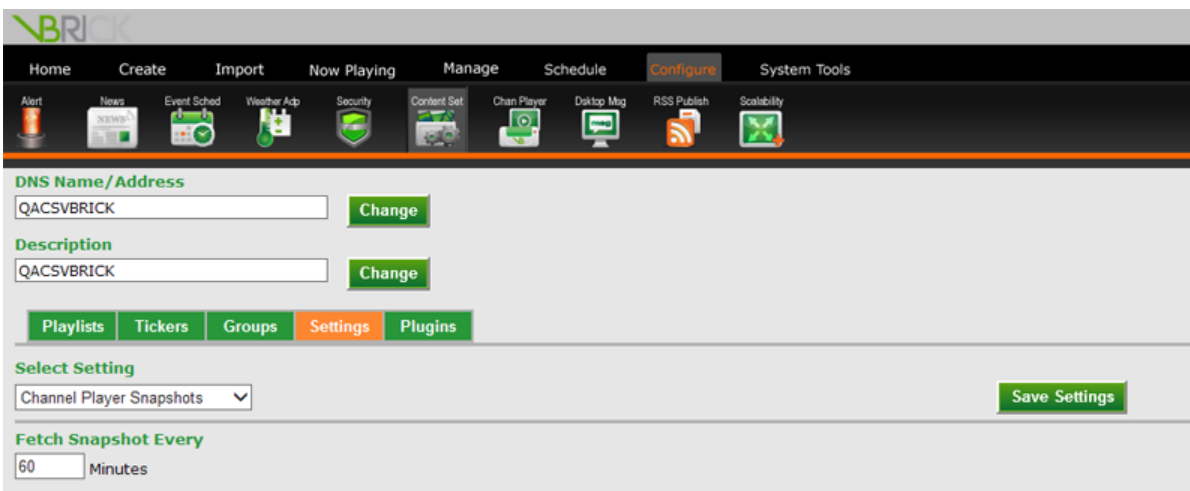 VBRICK
Home Create Import Now Playing Manage Schedule Configure System Tools
Alert News Event Sched Weather Adp Security Content Set Chan Player Dsktop Msg RSS Publish Scalability
NEWS
DNS Name/Address
QACSVBRICK Change
Description
QACSVBRICK Change
Playlists Tickers Groups Settings Plugins
Select Setting
Channel Player Snapshots Save Settings
Fetch Snapshot Every
60 Minutes